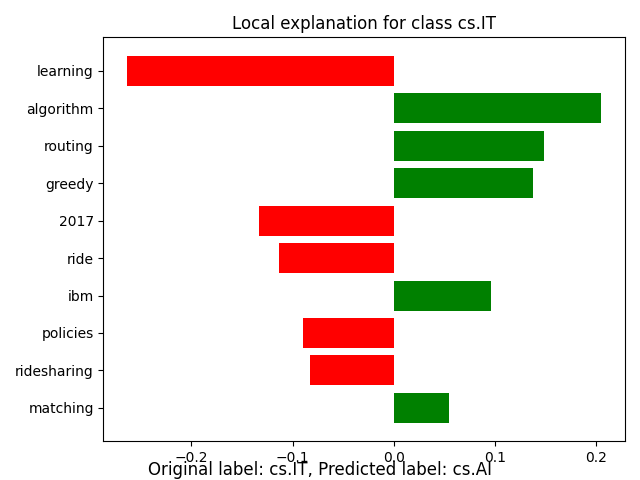 Local explanation for class cs.IT
learning
algorithm
routing
greedy
2017
ride
ibm
policies
ridesharing
matching
−0.2 −0.1 0.0 0.1 0.2
Original label: cs.IT, Predicted label: cs.AI